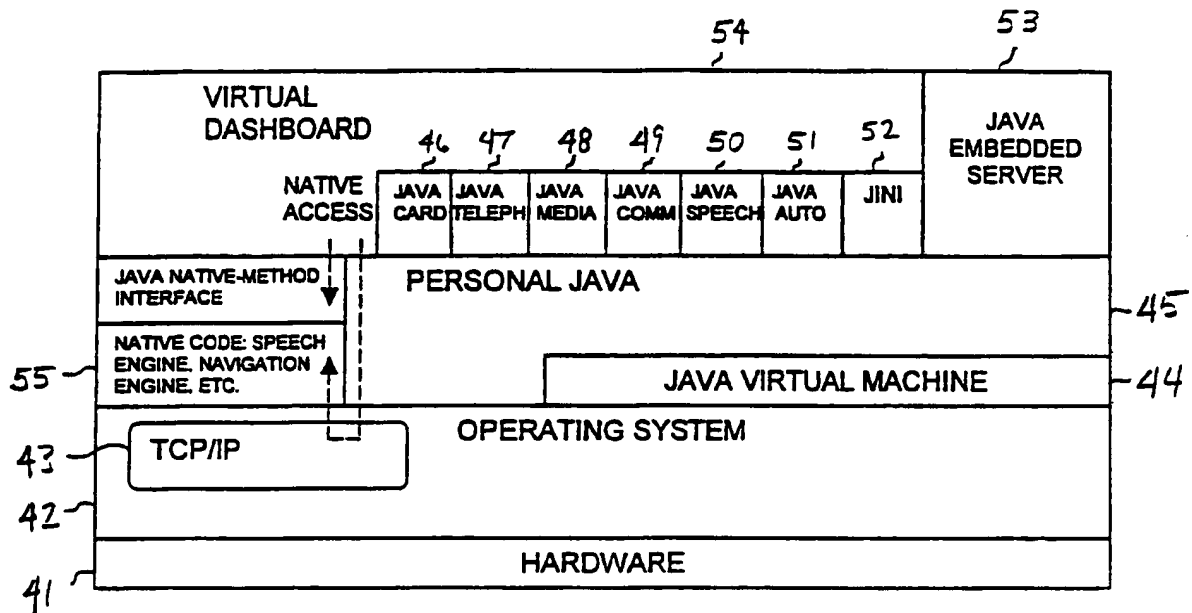 54
53
VIRTUAL
DASHBOARD
46 47 48 49 50 51 52
JAVA
EMBEDDED
SERVER
NATIVE
ACCESS
JAVA
CARD
JAVA
TELEPH
JAVA
MEDIA
JAVA
COMM
JAVA
SPEECH
JAVA
AUTO
JINI
JAVA NATIVE-METHOD
INTERFACE
PERSONAL JAVA
45
NATIVE CODE: SPEECH
ENGINE, NAVIGATION
ENGINE, ETC.
55
JAVA VIRTUAL MACHINE
44
OPERATING SYSTEM
43
TCP/IP
42
HARDWARE
41